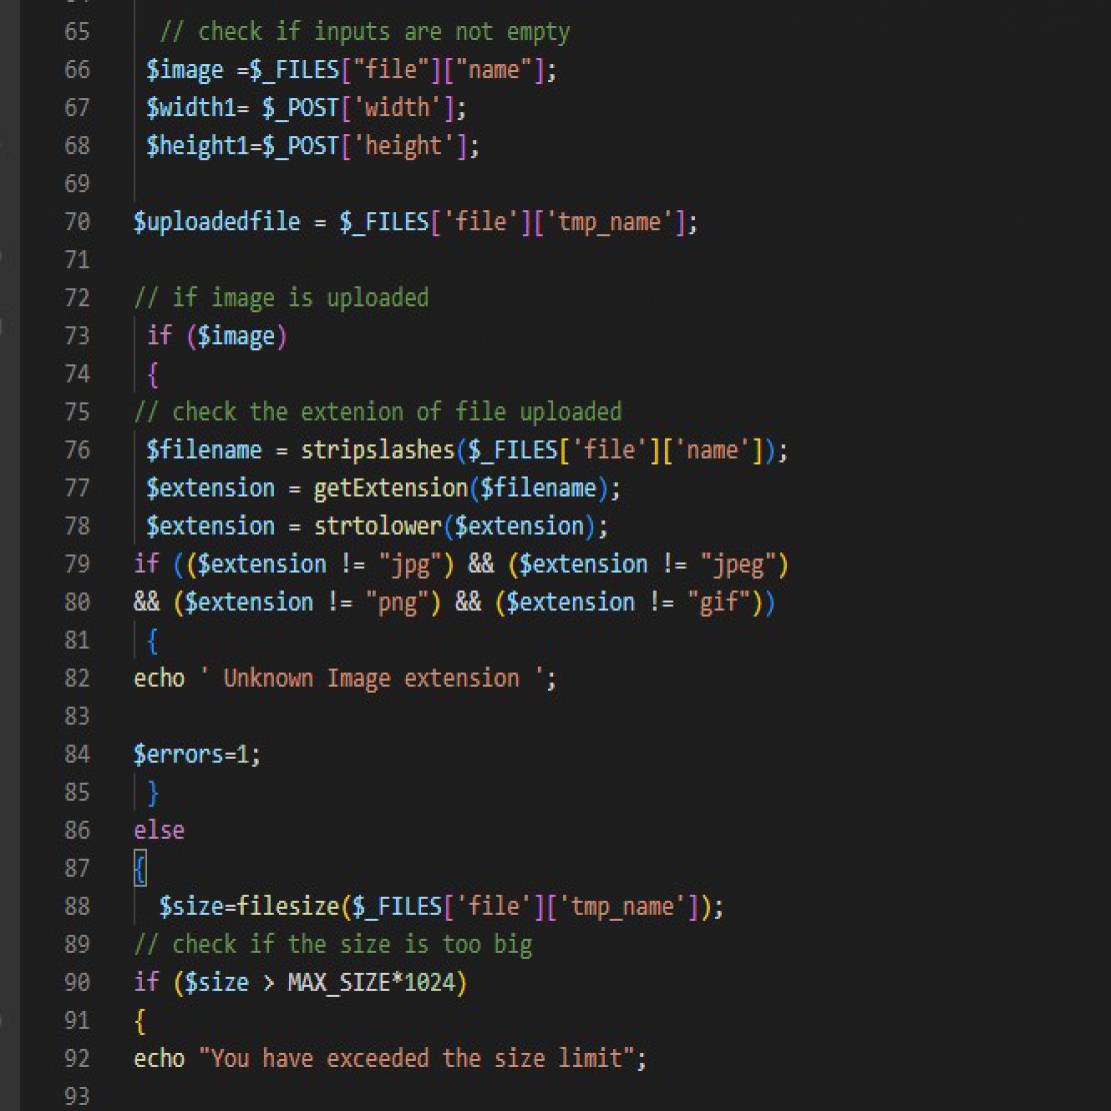 65 // check if inputs are not empty
66 $image =$_FILES["file"]["name"];
67 $width1= $_POST['width'];
68 $height1=$_POST['height'];
69
70 $uploadedfile = $_FILES['file']['tmp_name'];
71
72 // if image is uploaded
73 if ($image)
74 {
75 // check the extenion of file uploaded
76 $filename = stripslashes($_FILES['file']['name']);
77 $extension = getExtension($filename);
78 $extension = strtolower($extension);
79 if (($extension != "jpg") && ($extension != "jpeg")
80 && ($extension != "png") && ($extension != "gif"))
81 {
82 echo ' Unknown Image extension ';
83
84 $errors=1;
85 }
86 else
87 {
88 $size=filesize($_FILES['file']['tmp_name']);
89 // check if the size is too big
90 if ($size > MAX_SIZE*1024)
91 {
92 echo "You have exceeded the size limit";
93